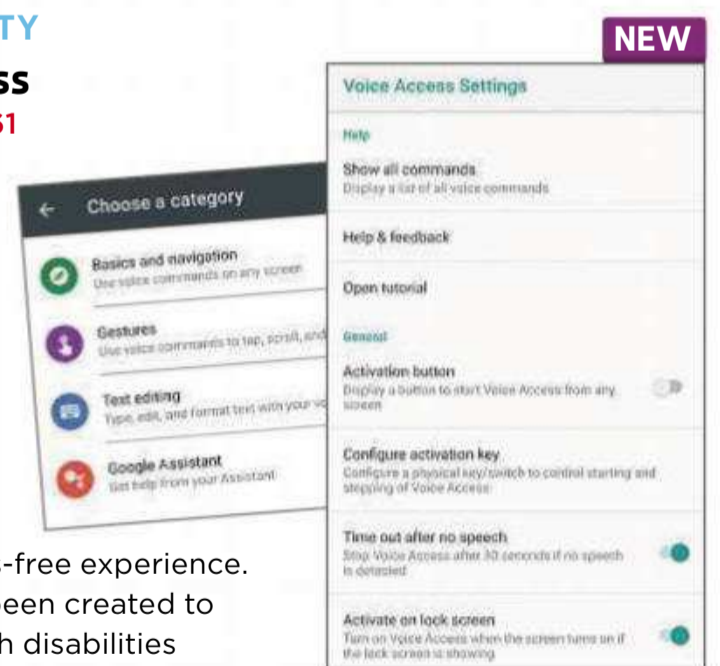 TY
NEW
ss
61
Choose a category
Basics and navigation
Use voice commands on any screen
Gestures
Use voice commands to tap, scroll, and
Text editing
Type, edit, and format text with your vo
Google Assistant
Get help from your Assistant
Voice Access Settings
Help
Show all commands
Display a list of all voice commands
Help & feedback
Open tutorial
General
Activation button
Display a button to start Voice Access from any
screen
Configure activation key
Configure a physical key/switch to control starting and
stopping of Voice Access
Time out after no speech
Stop Voice Access after 30 seconds if no speech
is detected
Activate on lock screen
Turn on Voice Access when the screen turns on if
the lock screen is showing
s-free experience.
been created to
h disabilities